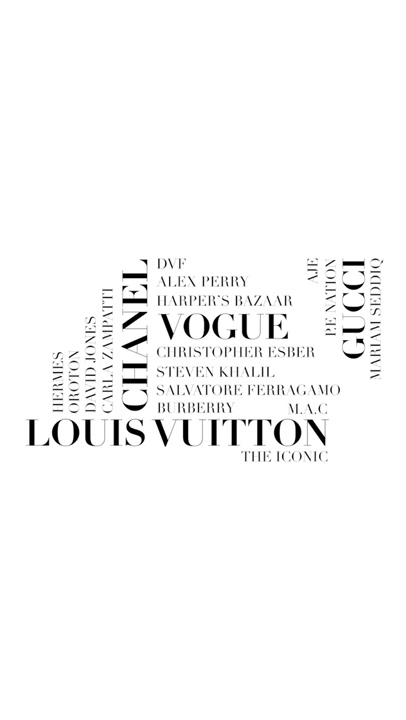 HERMES
OROTON
DAVID JONES
CARLA ZAMPATTI
CHANEL
DVF
ALEX PERRY
HARPER'S BAZAAR
VOGUE
CHRISTOPHER ESBER
STEVEN KHALIL
SALVATORE FERRAGAMO
BURBERRY
M.A.C
AJE
P.E NATION
GUCCI
MARIAM SEDDIQ
LOUIS VUITTON
THE ICONIC